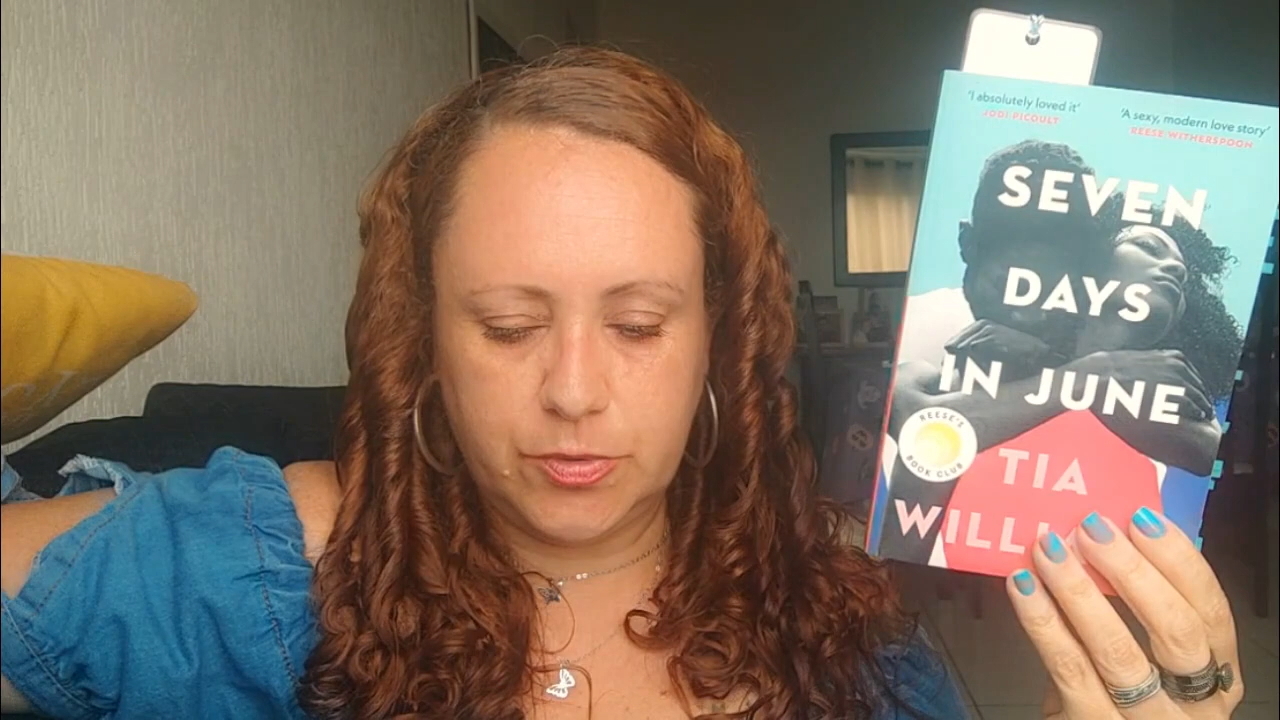 'I absolutely loved it'
JODI PICOULT
'A sexy, modern love story'
REESE WITHERSPOON
SEVEN
DAYS
IN JUNE
REESE'S
BOOK CLUB
TIA